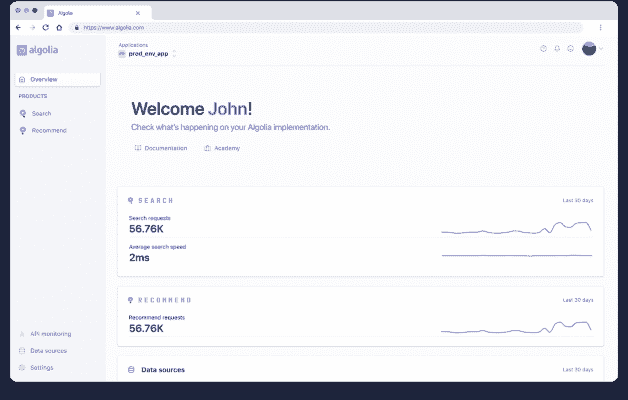 Algolia
https://www.algolia.com
algolia
Applications
prod_env_app
Overview
PRODUCTS
Search
Recommend
Welcome John!
Check what's happening on your Algolia implementation.
Documentation
Academy
SEARCH
Last 30 days
Search requests
56.76K
Average search speed
2ms
RECOMMEND
Last 30 days
Recommend requests
56.76K
API monitoring
Data sources
Settings
Data sources
Last 30 days